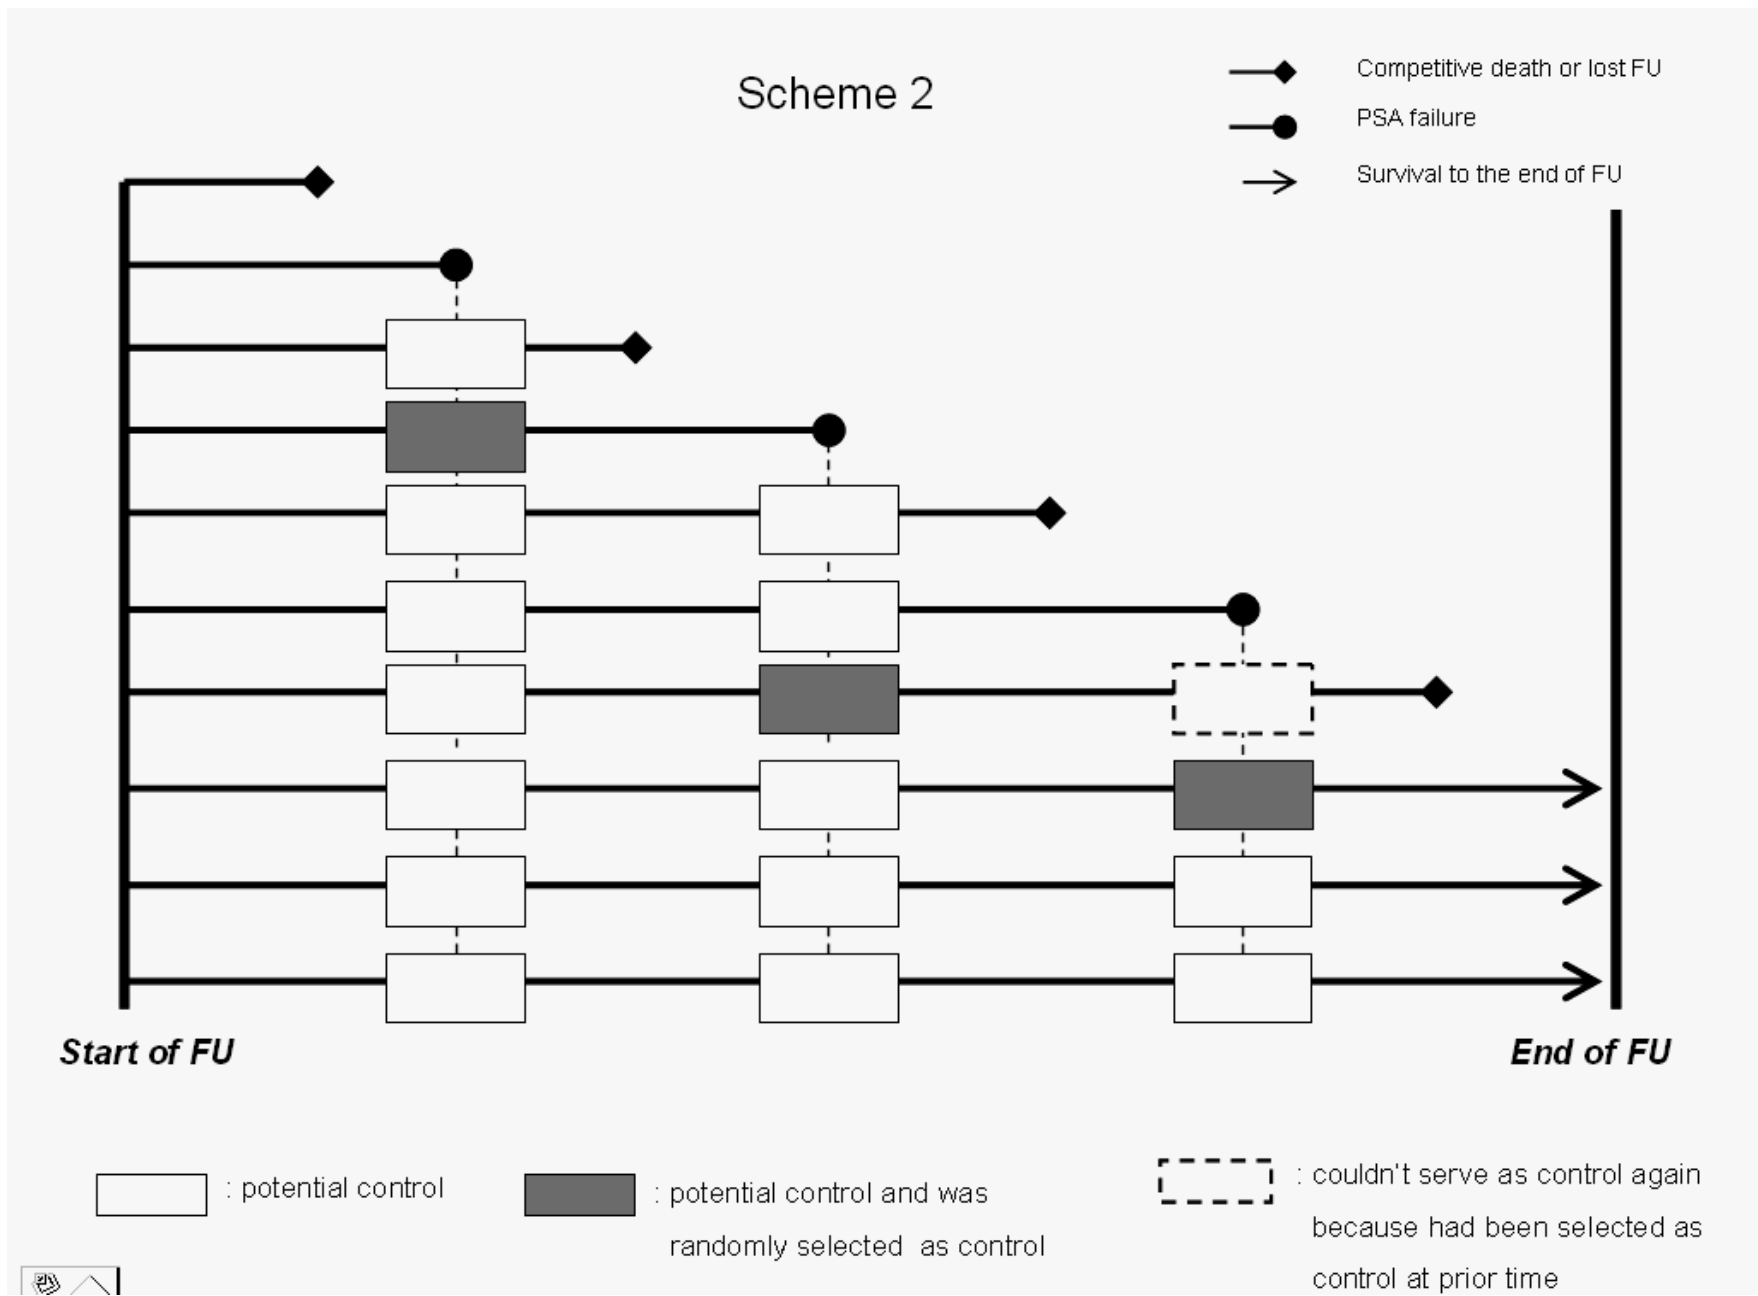 Scheme 2
Competitive death or lost FU
PSA failure
Survival to the end of FU
Start of FU
End of FU
: potential control
: potential control and was
randomly selected as control
: couldn't serve as control again
because had been selected as
control at prior time